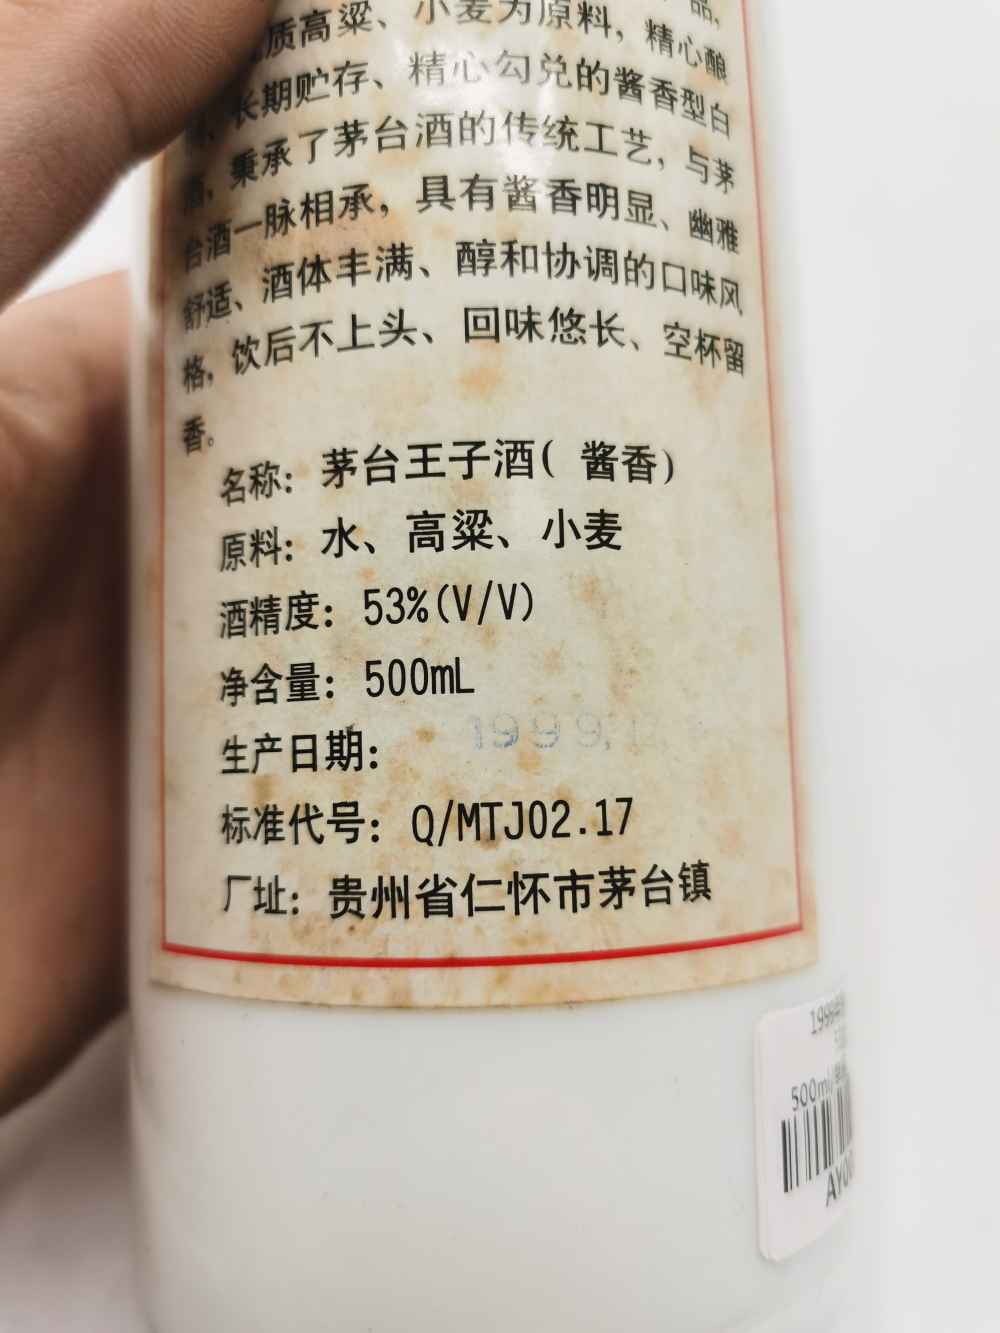 品,
质高粱、小麦为原料，精心酿
长期贮存、精心勾兑的酱香型白
酒，秉承了茅台酒的传统工艺，与茅
台酒一脉相承，具有酱香明显、幽雅
舒适、酒体丰满、醇和协调的口味风
格，饮后不上头、回味悠长、空杯留
香。
名称：茅台王子酒(酱香)
原料：水、高粱、小麦
酒精度：53%(V/V)
净含量：500mL
生产日期：1999.
标准代号：Q/MTJ02.17
厂址：贵州省仁怀市茅台镇
500ml